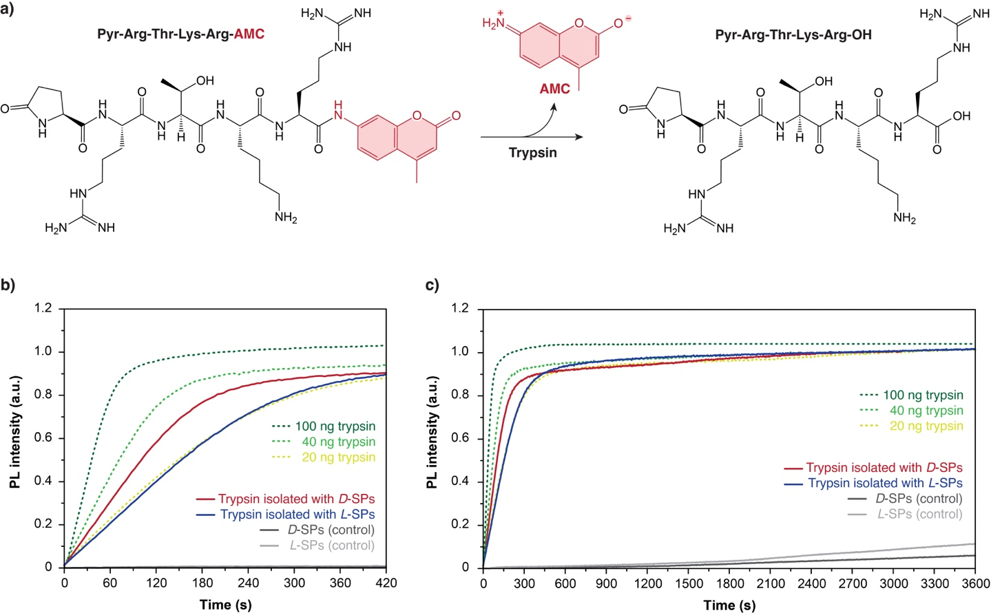 a)
Pyr-Arg-Thr-Lys-Arg-AMC
H₂N
NH
NH
OH
O
O
O
H
N
H
N
H
N
O
O
NH
O
N
H
H
N
H
O
O
N
H
O
HN
H₂N
NH
NH₂
H₂N
+
O
O
−
AMC
Trypsin
Pyr-Arg-Thr-Lys-Arg-OH
H₂N
NH
NH
OH
O
O
O
H
N
H
N
OH
N
H
N
H
H
N
H
O
O
O
HN
H₂N
NH
NH₂
b)
PL intensity (a.u.)
1.2
1.0
0.8
0.6
0.4
0.2
0
100 ng trypsin
40 ng trypsin
20 ng trypsin
Trypsin isolated with D-SPs
Trypsin isolated with L-SPs
D-SPs (control)
L-SPs (control)
0 60 120 180 240 300 360 420
Time (s)
c)
PL intensity (a.u.)
1.2
1.0
0.8
0.6
0.4
0.2
0
100 ng trypsin
40 ng trypsin
20 ng trypsin
Trypsin isolated with D-SPs
Trypsin isolated with L-SPs
D-SPs (control)
L-SPs (control)
0 300 600 900 1200 1500 1800 2100 2400 2700 3000 3300 3600
Time (s)